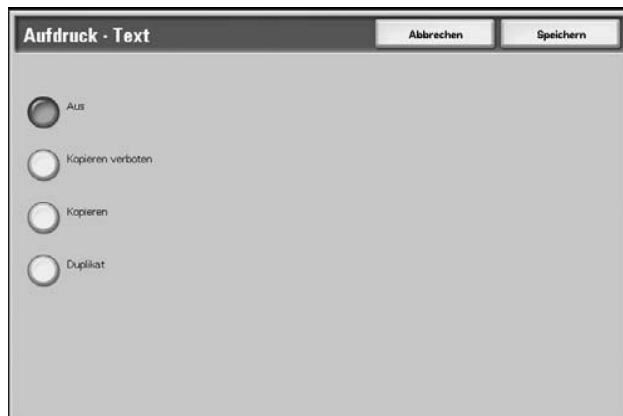 Aufdruck - Text
Abbrechen
Speichern
Aus
Kopieren verboten
Kopieren
Duplikat